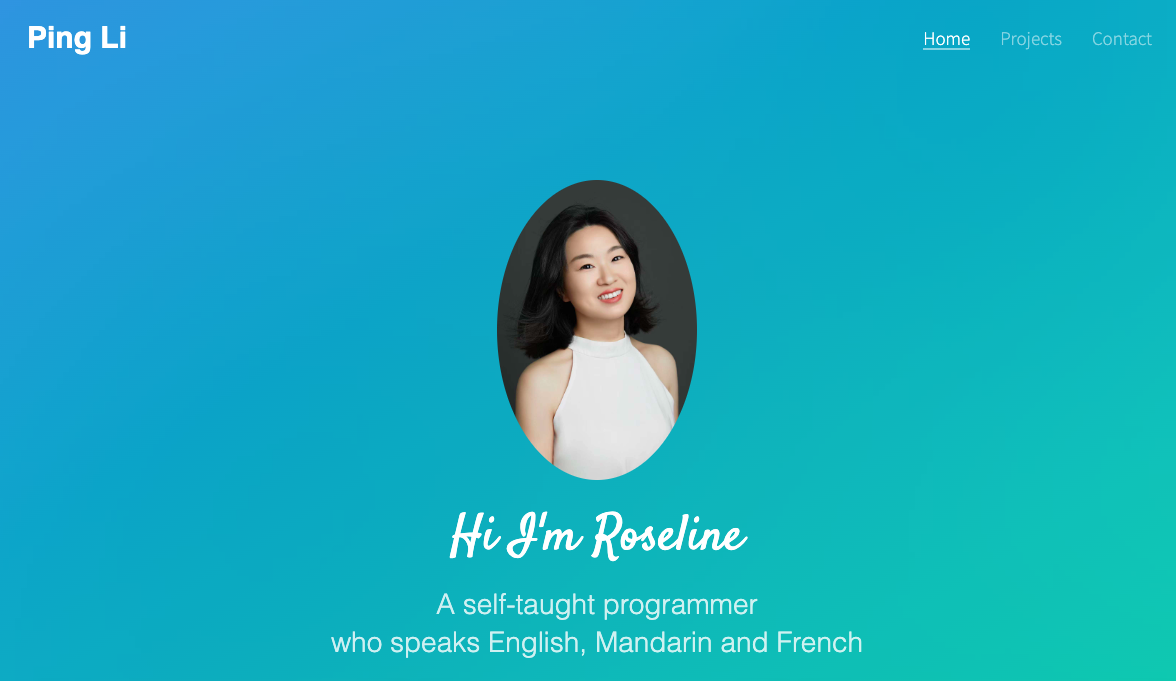 Ping Li
Home Projects Contact
Hi I'm Roseline
A self-taught programmer
who speaks English, Mandarin and French